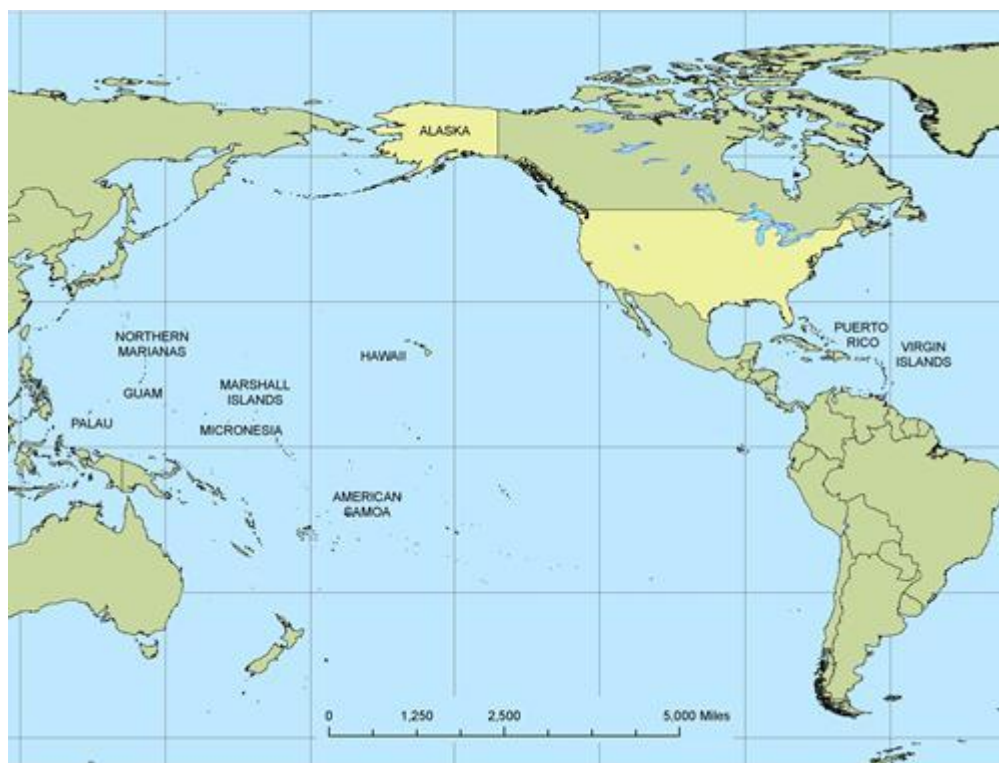 ALASKA
NORTHERN
MARIANAS
HAWAII
PUERTO
RICO
VIRGIN
ISLANDS
GUAM
MARSHALL
ISLANDS
PALAU
MICRONESIA
AMERICAN
SAMOA
0 1,250 2,500 5,000 Miles